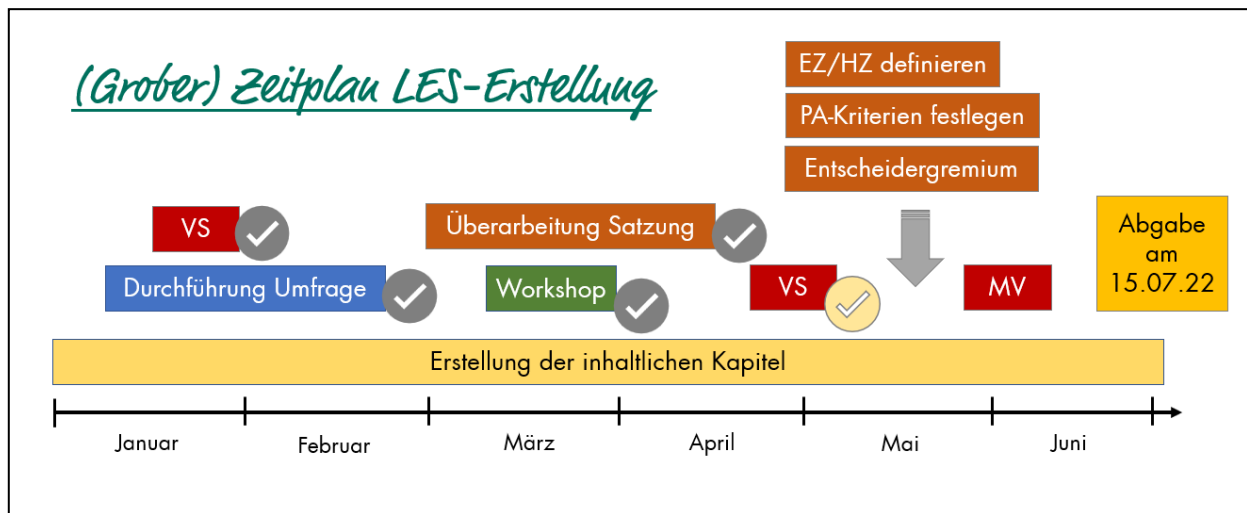 (Grober) Zeitplan LES-Erstellung
EZ/HZ definieren
PA-Kriterien festlegen
Entscheidergremium
VS
Durchführung Umfrage
Überarbeitung Satzung
Workshop
VS
MV
Abgabe
am
15.07.22
Erstellung der inhaltlichen Kapitel
Januar
Februar
März
April
Mai
Juni